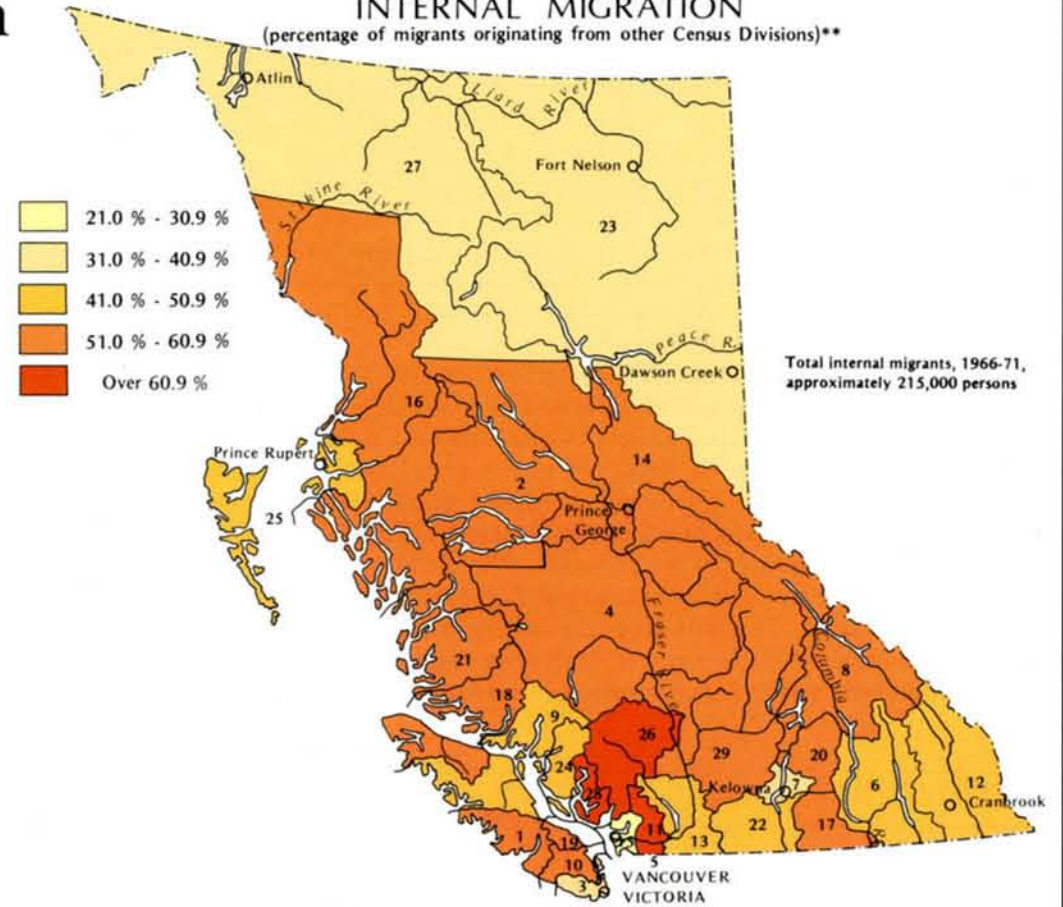 INTERNAL MIGRATION
(percentage of migrants originating from other Census Divisions)**
Atlin
Liard River
27
Fort Nelson
Stikine River
23
21.0 % - 30.9 %
31.0 % - 40.9 %
41.0 % - 50.9 %
51.0 % - 60.9 %
Over 60.9 %
Peace R.
Dawson Creek
Total internal migrants, 1966-71,
approximately 215,000 persons
16
Prince Rupert
14
2
25
Prince
George
4
Fraser River
Columbia
8
21
18
9
26
29
20
24
Kelowna
7
6
12
Cranbrook
28
11
13
22
17
R.
1
19
10
5
3
VANCOUVER
VICTORIA